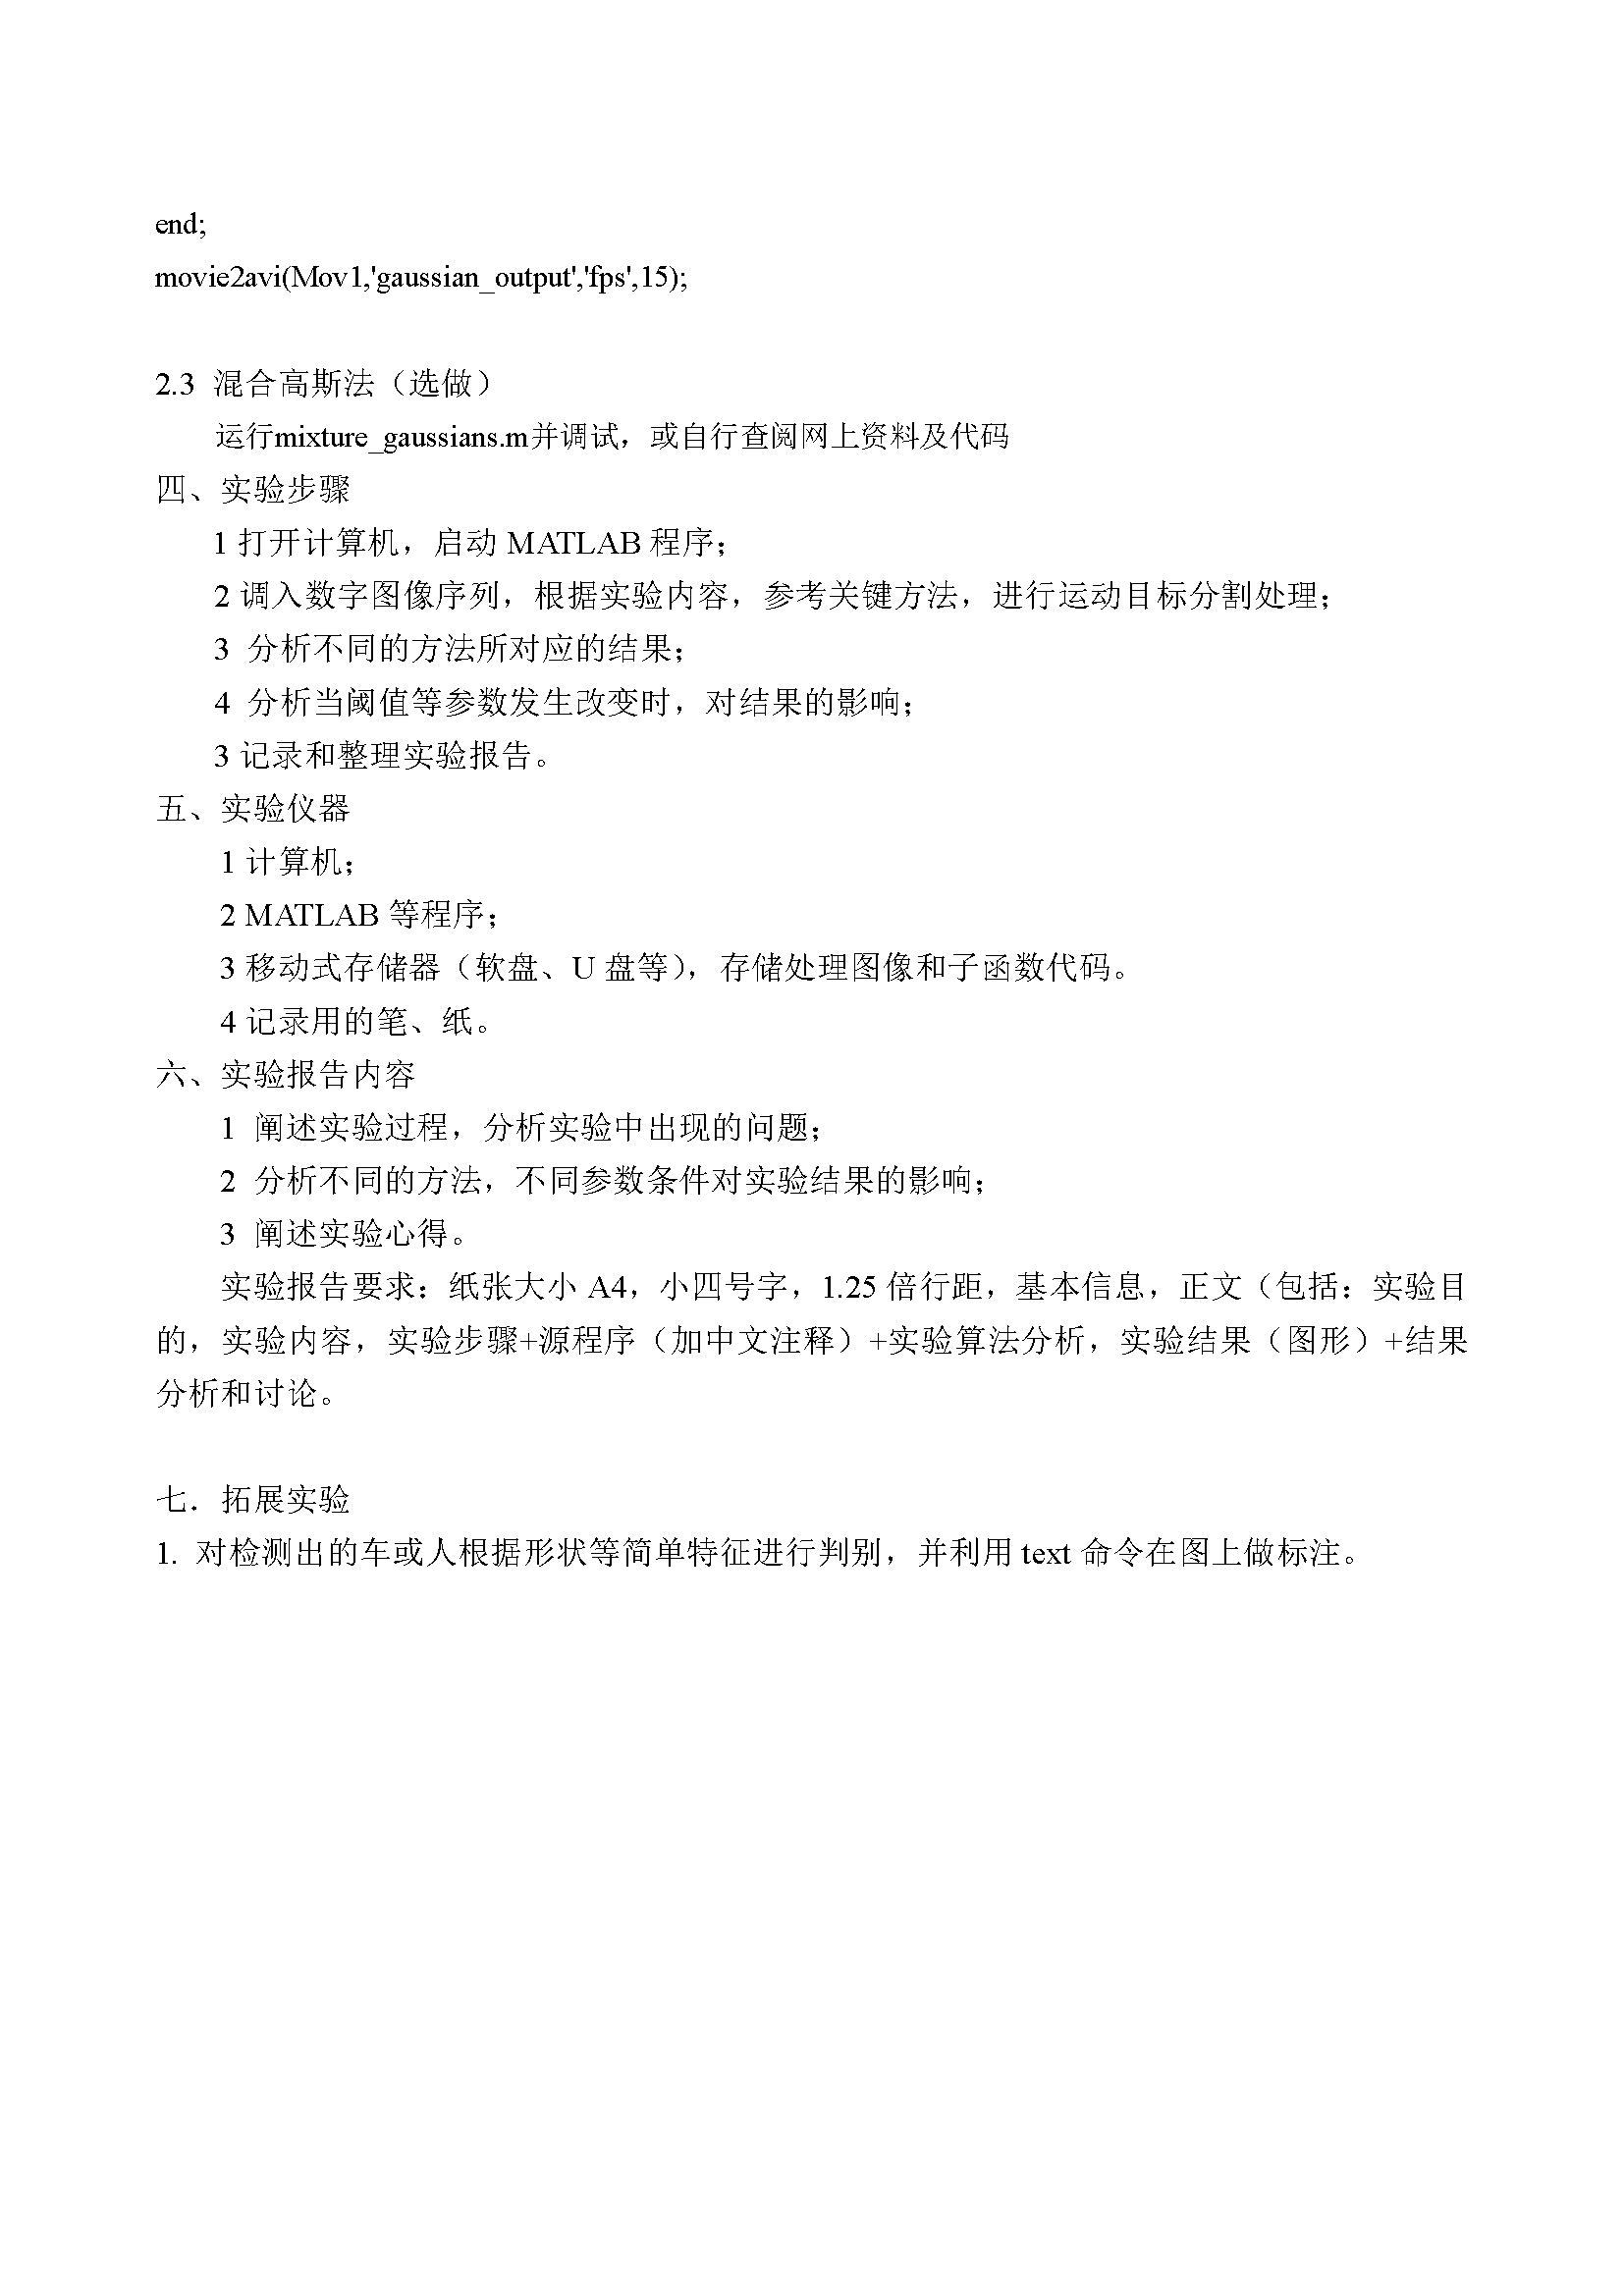 end;
movie2avi(Mov1,'gaussian_output','fps',15);
2.3 混合高斯法（选做）
运行mixture_gaussians.m并调试，或自行查阅网上资料及代码
四、实验步骤
1 打开计算机，启动 MATLAB 程序；
2 调入数字图像序列，根据实验内容，参考关键方法，进行运动目标分割处理；
3 分析不同的方法所对应的结果；
4 分析当阈值等参数发生改变时，对结果的影响；
3 记录和整理实验报告。
五、实验仪器
1 计算机；
2 MATLAB 等程序；
3 移动式存储器（软盘、U 盘等），存储处理图像和子函数代码。
4 记录用的笔、纸。
六、实验报告内容
1 阐述实验过程，分析实验中出现的问题；
2 分析不同的方法，不同参数条件对实验结果的影响；
3 阐述实验心得。
实验报告要求：纸张大小 A4，小四号字，1.25 倍行距，基本信息，正文（包括：实验目
的，实验内容，实验步骤+源程序（加中文注释）+实验算法分析，实验结果（图形）+结果
分析和讨论。
七．拓展实验
1. 对检测出的车或人根据形状等简单特征进行判别，并利用 text 命令在图上做标注。